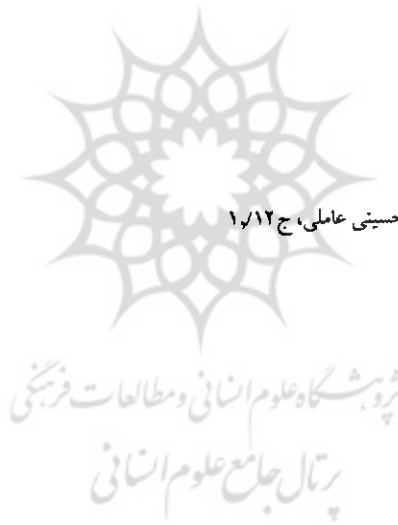 حسینی عاملی، ج ۱۲/۱
پژوهشگاه علوم انسانی و مطالعات فرهنگی
پرتال جامع علوم انسانی